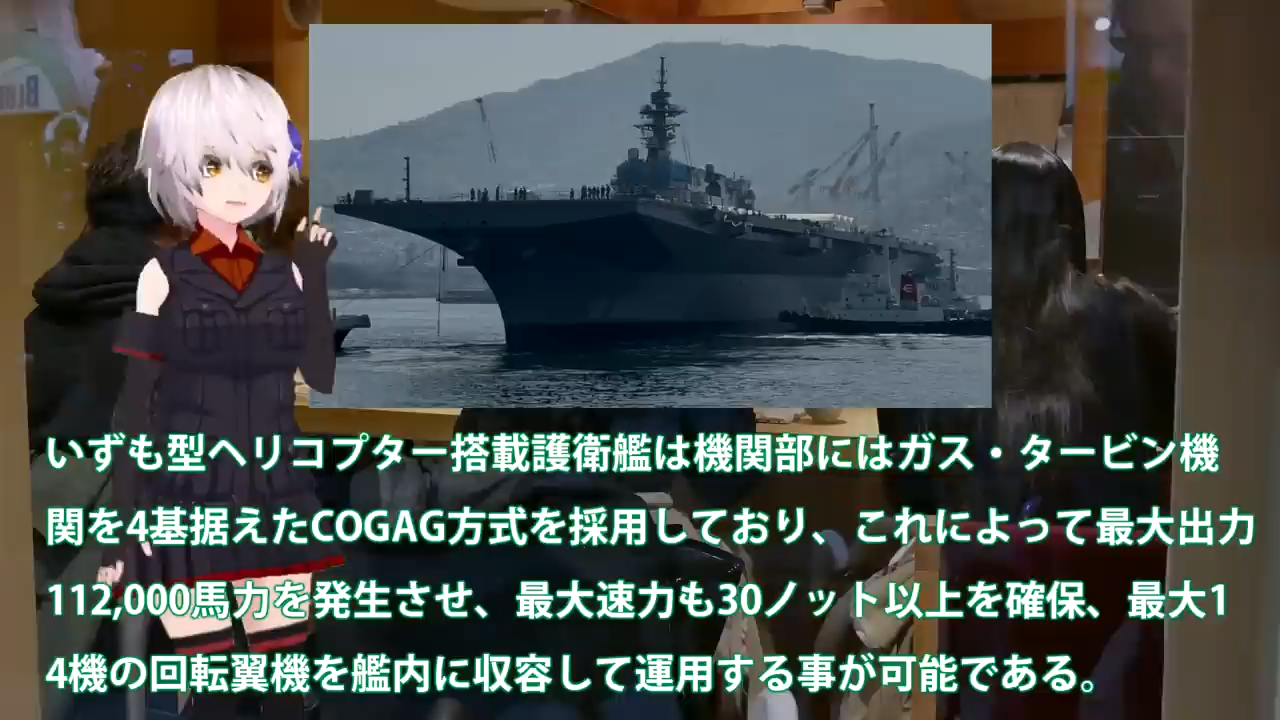 いずも型ヘリコプター搭載護衛艦は機関部にはガス・タービン機
関を4基据えたCOGAG方式を採用しており、これによって最大出力
112,000馬力を発生させ、最大速力も30ノット以上を確保、最大1
4機の回転翼機を艦内に収容して運用する事が可能である。